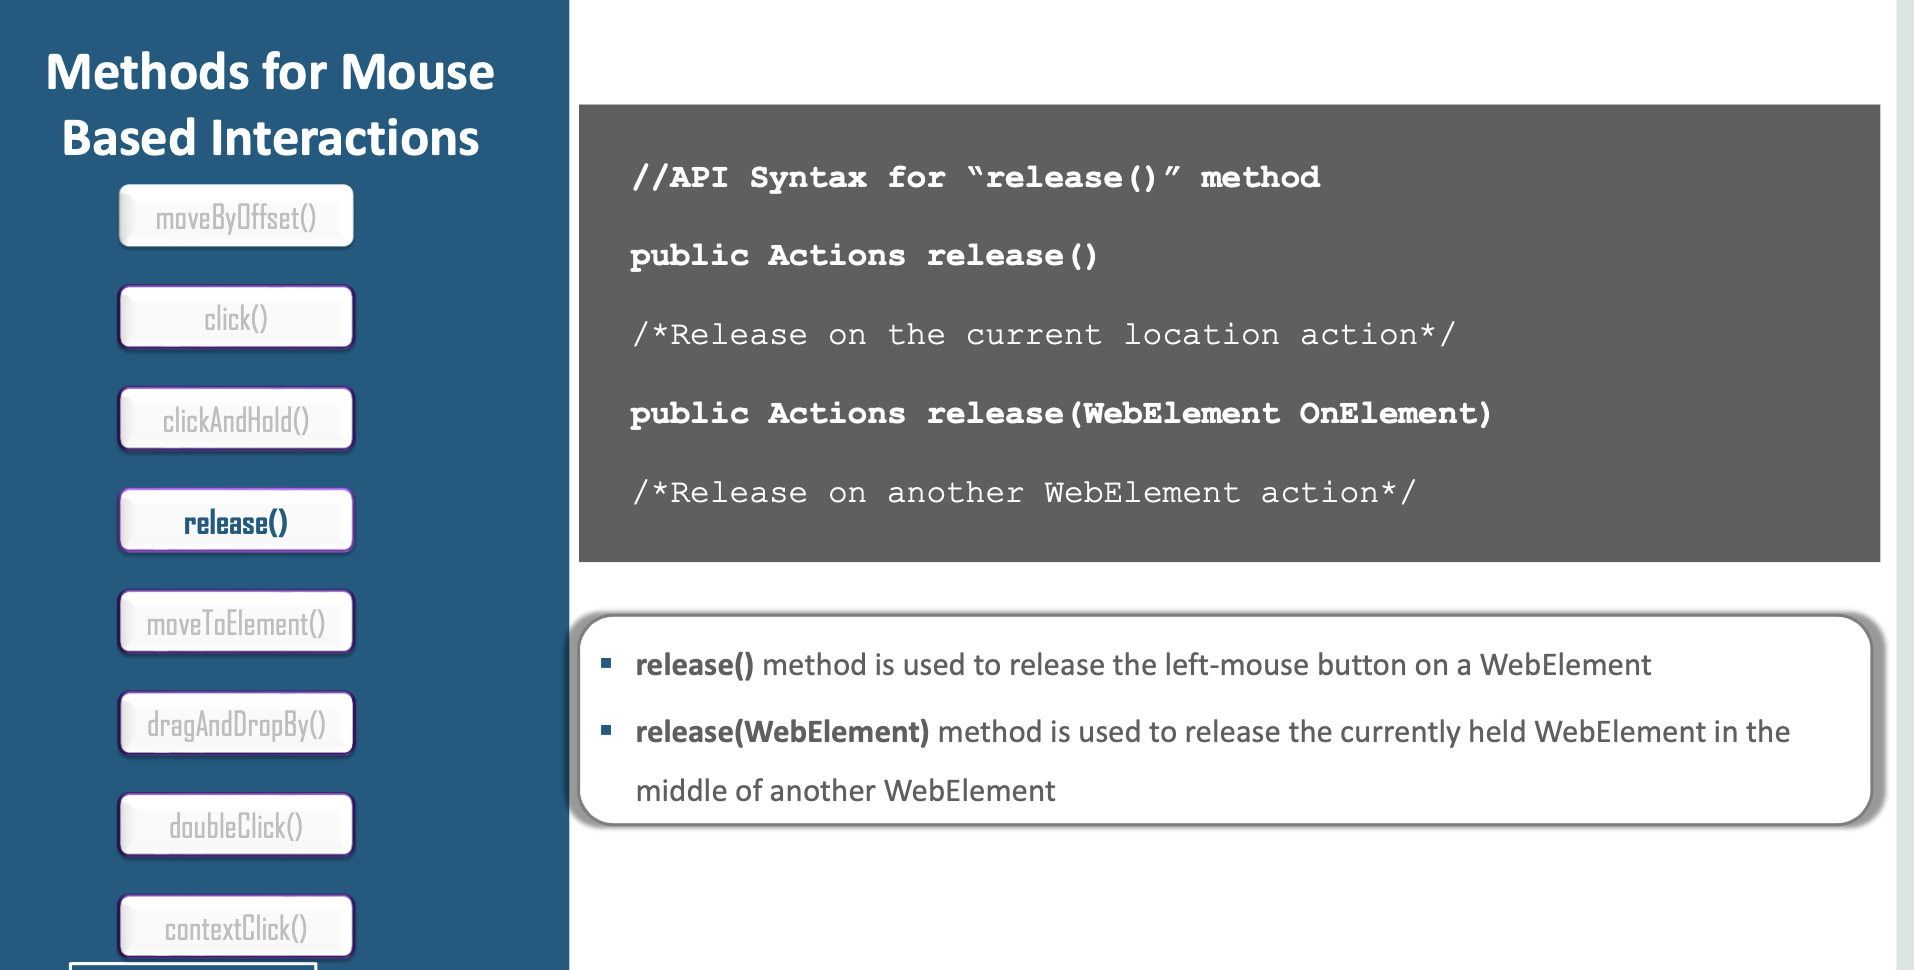 Methods for Mouse
Based Interactions
moveByOffset()
click()
clickAndHold()
release()
moveToElement()
dragAndDropBy()
doubleClick()
contextClick()
//API Syntax for “release()” method
public Actions release()
/*Release on the current location action*/
public Actions release(WebElement OnElement)
/*Release on another WebElement action*/
▪ release() method is used to release the left-mouse button on a WebElement
▪ release(WebElement) method is used to release the currently held WebElement in the
middle of another WebElement